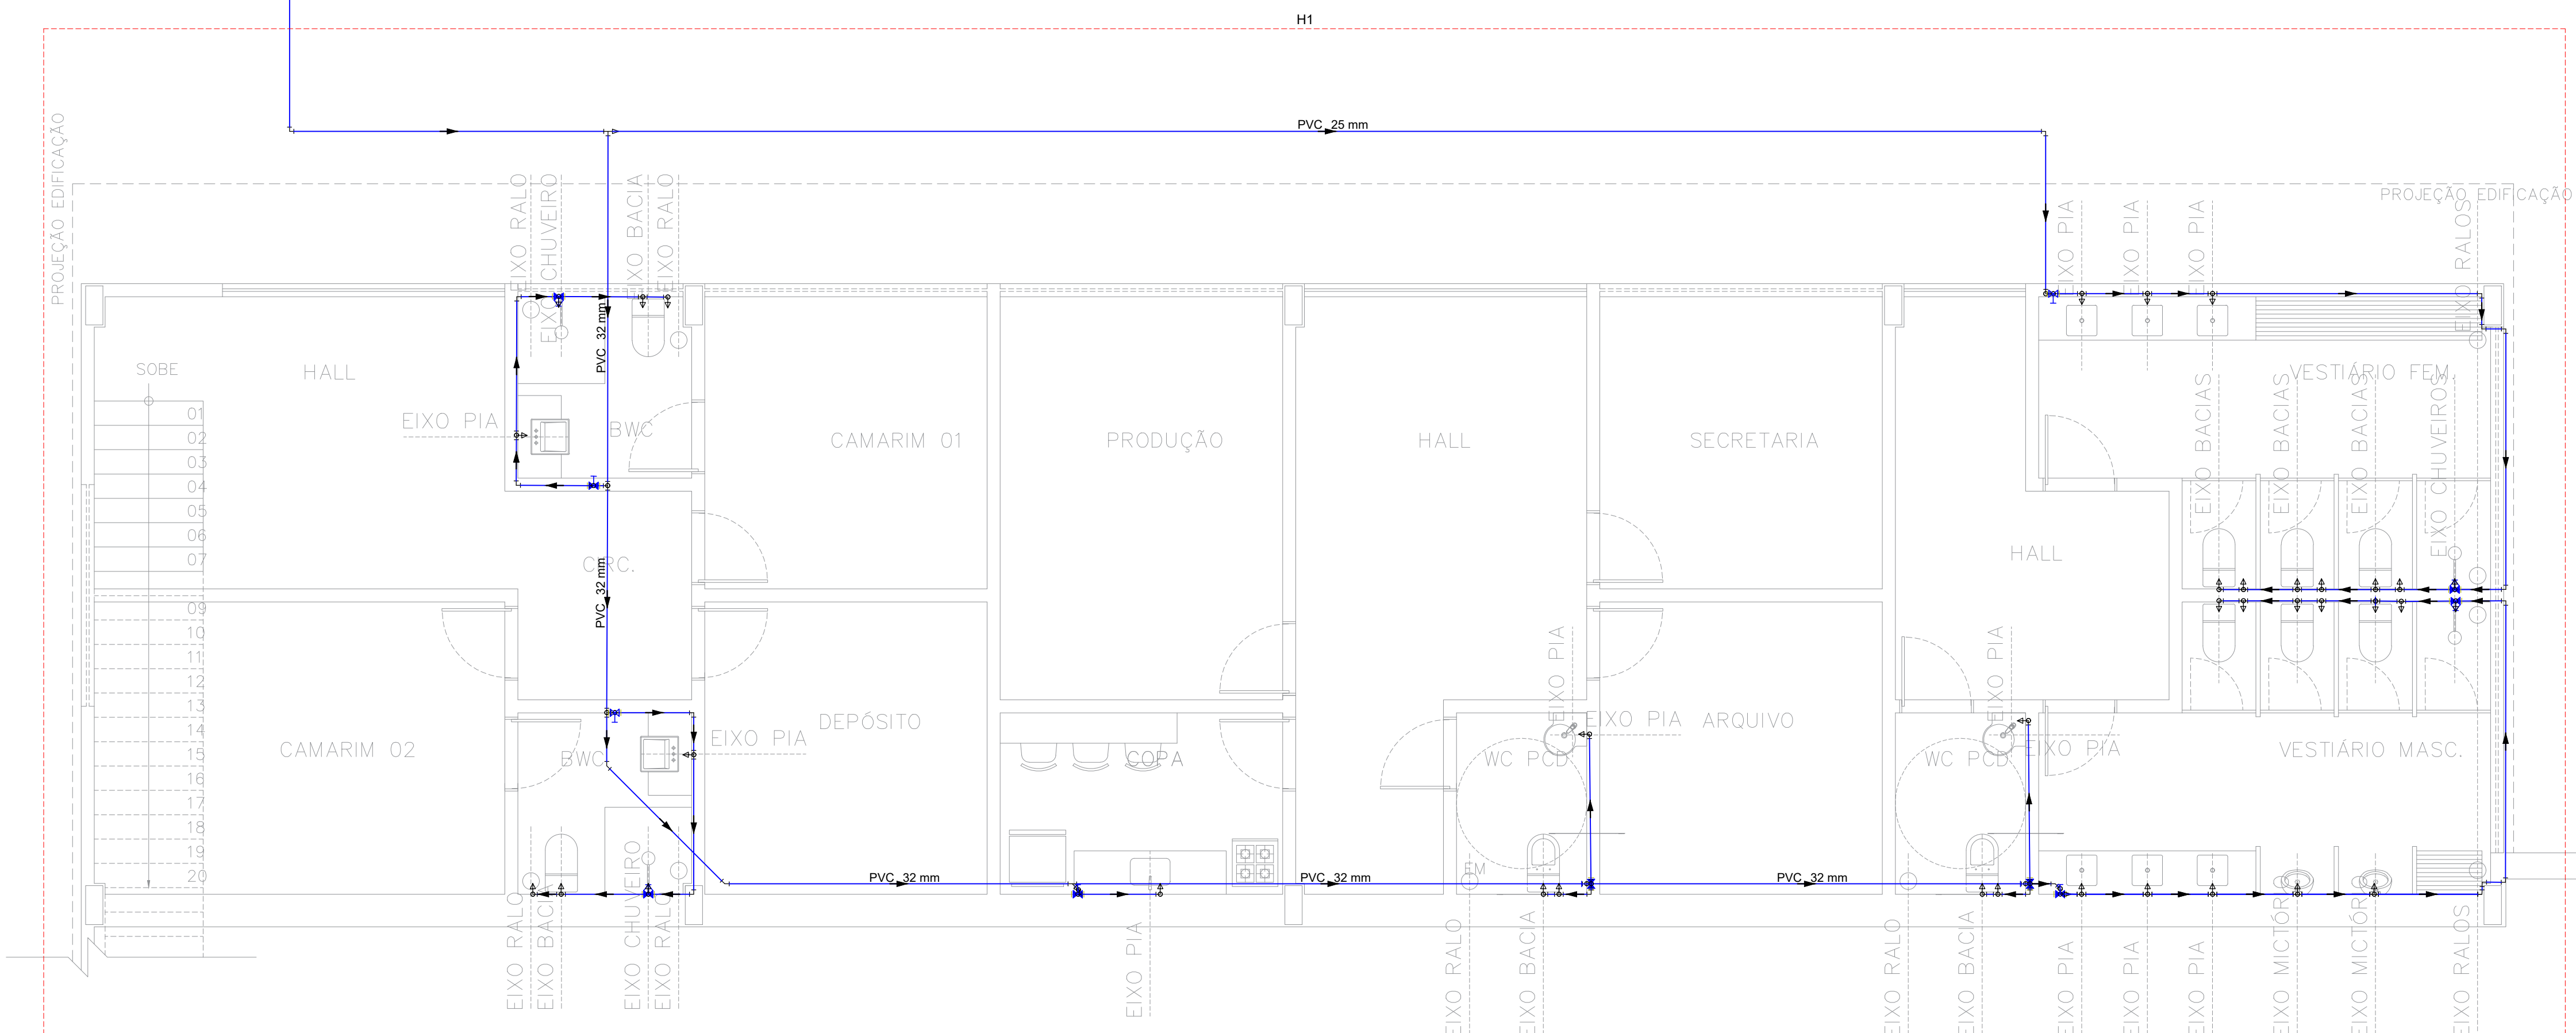 H1
PVC 25 mm
PROJEÇÃO EDIFICAÇÃO
PROJEÇÃO EDIFICAÇÃO
EIXO RALO
EIXO CHUVEIRO
EIXO BACIA
EIXO RALO
EIXO PIA
EIXO PIA
EIXO PIA
EIXO RALOS
PVC 32 mm
SOBE
HALL
VESTIÁRIO FEM.
01
02
03
04
05
06
07
09
10
11
12
13
14
15
16
17
18
19
20
EIXO PIA
BWC
CAMARIM 01
PRODUÇÃO
HALL
SECRETARIA
EIXO BACIAS
EIXO BACIAS
EIXO BACIAS
EIXO CHUVEIROS
CIRC.
PVC 32 mm
HALL
EIXO PIA
EIXO PIA
CAMARIM 02
BWC
EIXO PIA
DEPÓSITO
COPA
WC PCD
EIXO PIA
ARQUIVO
WC PCD
EIXO PIA
VESTIÁRIO MASC.
PVC 32 mm
PVC 32 mm
PVC 32 mm
EIXO RALO
EIXO BACIA
EIXO CHUVEIRO
EIXO RALO
EIXO PIA
EIXO RALO
EIXO BACIA
EIXO RALO
EIXO BACIA
EIXO PIA
EIXO PIA
EIXO PIA
EIXO MICTÓRIO
EIXO MICTÓRIO
EIXO RALOS